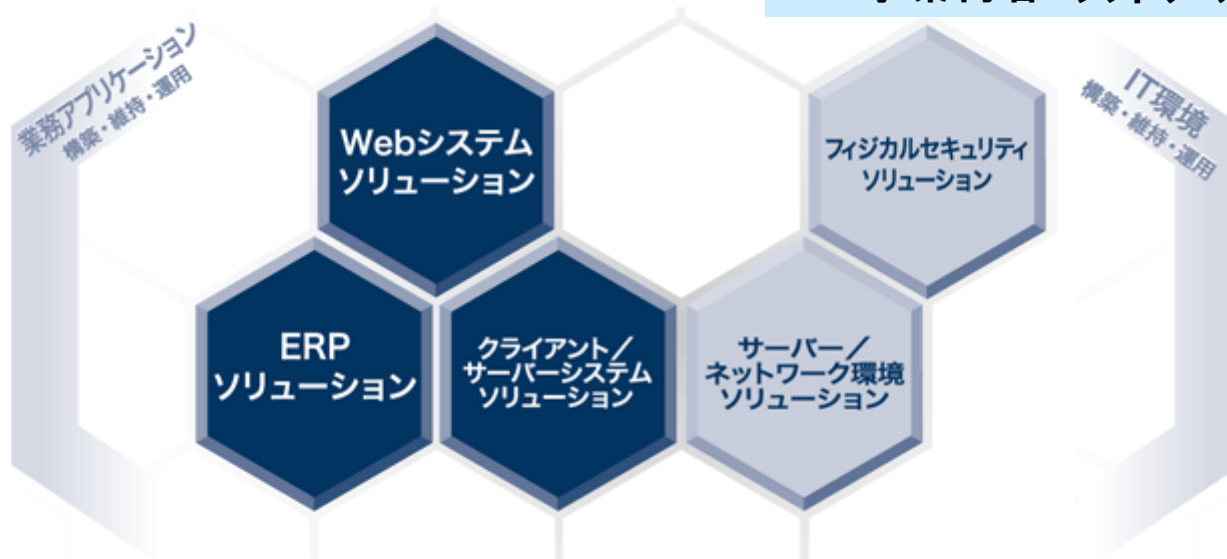 業務アプリケーション
構築・維持・運用
IT環境
構築・維持・運用
Webシステム
ソリューション
フィジカルセキュリティ
ソリューション
ERP
ソリューション
クライアント／
サーバーシステム
ソリューション
サーバー／
ネットワーク環境
ソリューション